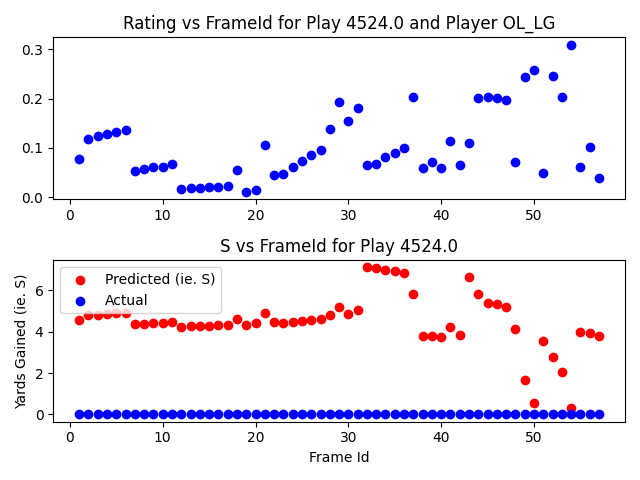 Rating vs FrameId for Play 4524.0 and Player OL_LG
0.3
0.2
0.1
0.0
0 10 20 30 40 50
S vs FrameId for Play 4524.0
Yards Gained (ie. S)
6
4
2
0
Predicted (ie. S)
Actual
0 10 20 30 40 50
Frame Id